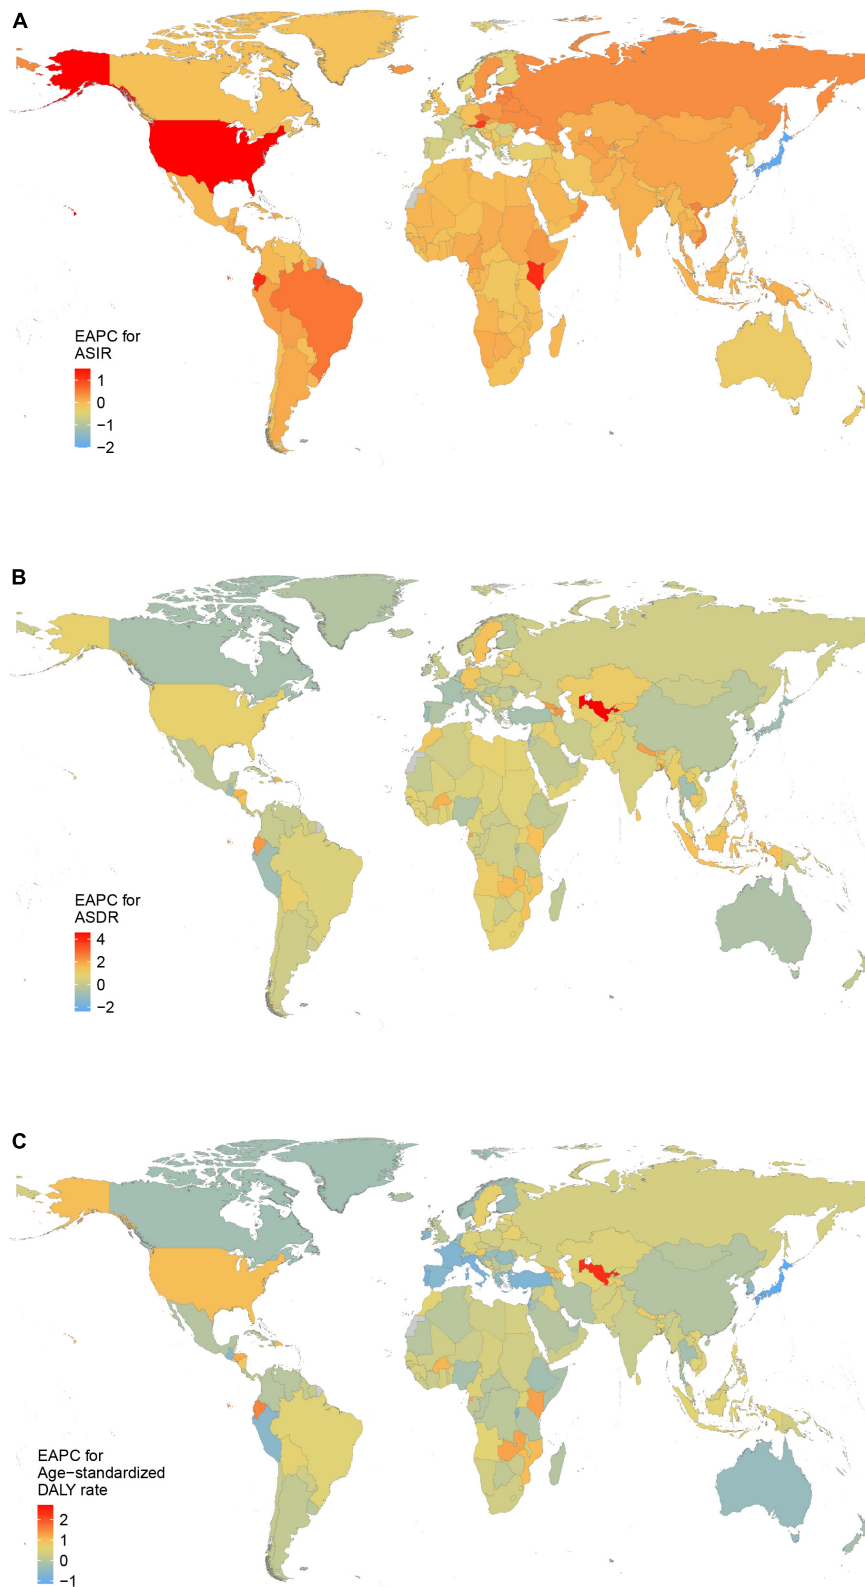 A
EAPC for
ASIR
1
0
−1
−2
B
EAPC for
ASDR
4
2
0
−2
C
EAPC for
Age−standardized
DALY rate
2
1
0
−1